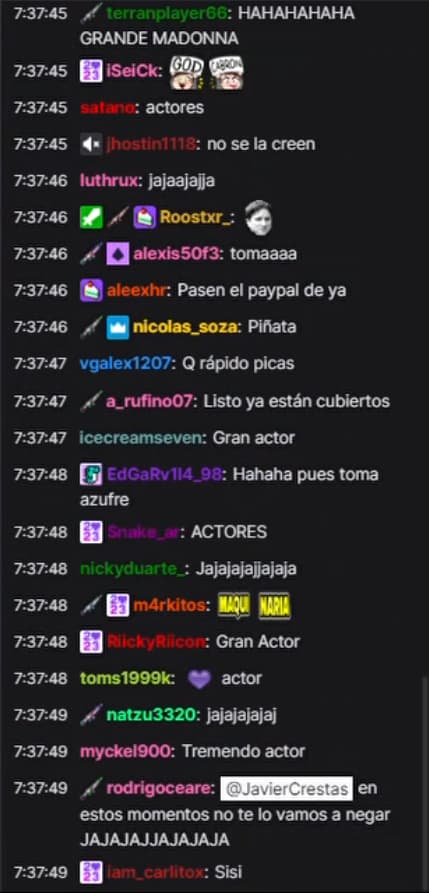 7:37:45 terranplayer66: HAHAHAHAHA
GRANDE MADONNA
7:37:45 iSeiCk: GOD CABRON
7:37:45 satano: actores
7:37:45 jhostin1118: no se la creen
7:37:46 luthrux: jajaajajja
7:37:46 Roostxr_:
7:37:46 alexis50f3: tomaaaa
7:37:46 aleexhr: Pasen el paypal de ya
7:37:46 nicolas_soza: Piñata
7:37:47 vgalex1207: Q rápido picas
7:37:47 a_rufino07: Listo ya están cubiertos
7:37:47 icecreamseven: Gran actor
7:37:48 EdGaRv1l4_98: Hahaha pues toma
azufre
7:37:48 Snake_ar: ACTORES
7:37:48 nickyduarte_: Jajajajajjajaja
7:37:48 m4rkitos: MAQUI NARIA
7:37:48 RiickyRiicon: Gran Actor
7:37:48 toms1999k: actor
7:37:49 natzu3320: jajajajajaj
7:37:49 myckel900: Tremendo actor
7:37:49 rodrigoceare: @JavierCrestas en
estos momentos no te lo vamos a negar
JAJAJAJJAJAJAJA
7:37:49 iam_carlitox: Sisi